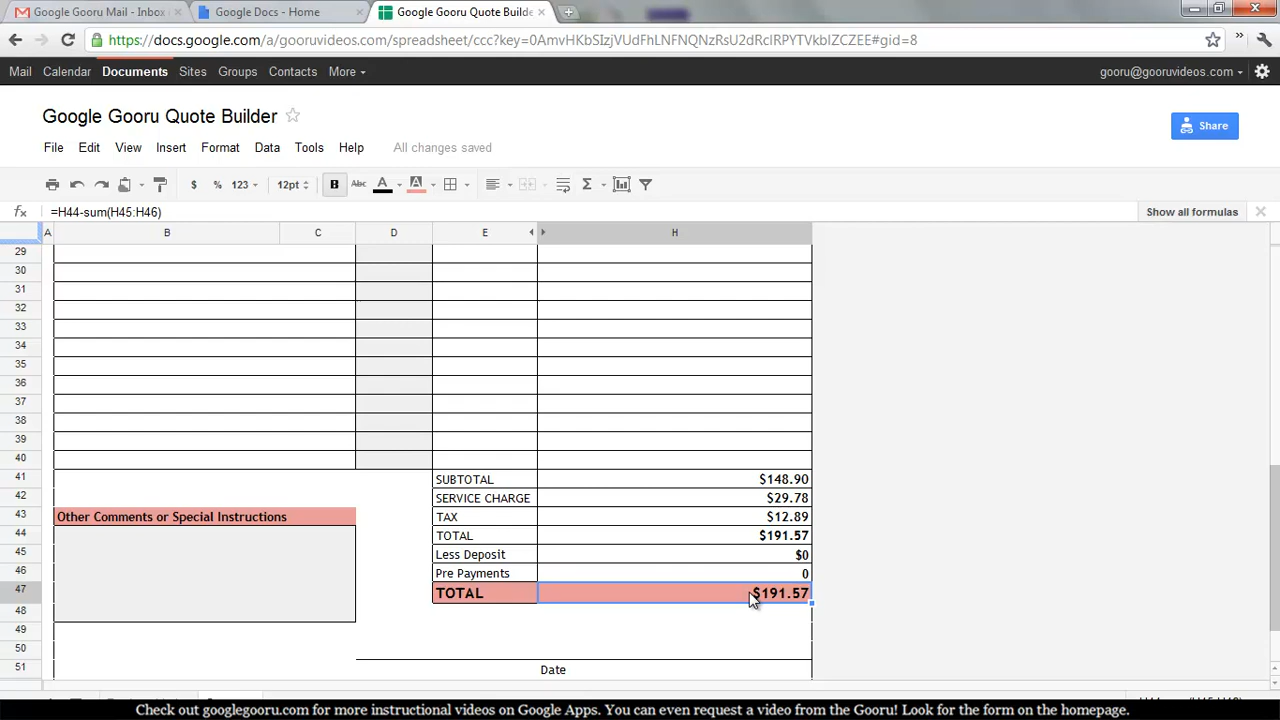 Google Gooru Mail - Inbox
Google Docs - Home
Google Gooru Quote Builde
https://docs.google.com/a/gooruvideos.com/spreadsheet/ccc?key=0AmvHKbSIzjVUdFhLNFNQNzRsU2dRclRPYTVkblZCZEE#gid=8
Mail Calendar Documents Sites Groups Contacts More
gooru@gooruvideos.com
Google Gooru Quote Builder
Share
File Edit View Insert Format Data Tools Help All changes saved
$ % 123 12pt B Abc A A Σ
fx =H44-sum(H45:H46) Show all formulas
A B C D E H
29
30
31
32
33
34
35
36
37
38
39
40
41 SUBTOTAL $148.90
42 SERVICE CHARGE $29.78
43 Other Comments or Special Instructions TAX $12.89
44 TOTAL $191.57
45 Less Deposit $0
46 Pre Payments 0
47 TOTAL $191.57
48
49
50
51 Date
Check out googlegooru.com for more instructional videos on Google Apps. You can even request a video from the Gooru! Look for the form on the homepage.